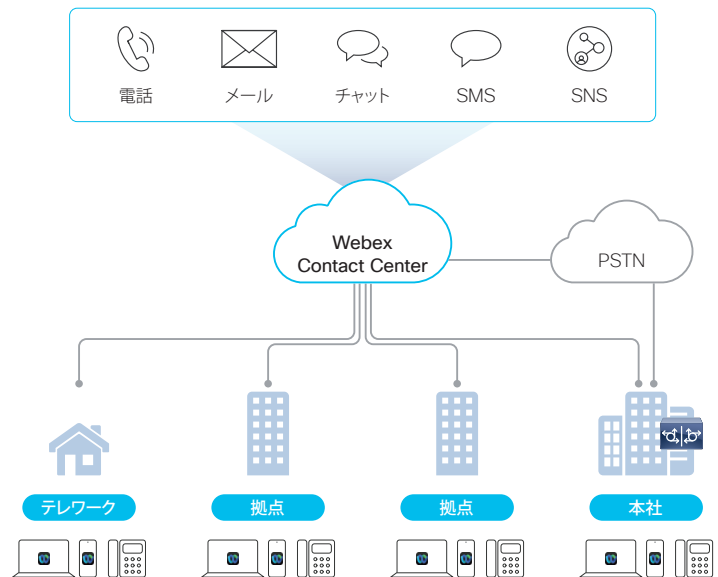 電話 メール チャット SMS SNS
Webex
Contact Center
PSTN
テレワーク 拠点 拠点 本社